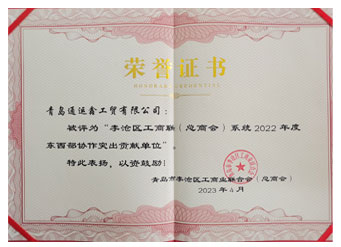 荣誉证书
HONORARY CREDENTIAL
青岛通运鑫工贸有限公司:
被评为“李沧区工商联(总商会)系统2022年度
东西部协作突出贡献单位”。
特此表扬,以资鼓励!
青岛市李沧区工商业联合会(总商会)
2023年4月